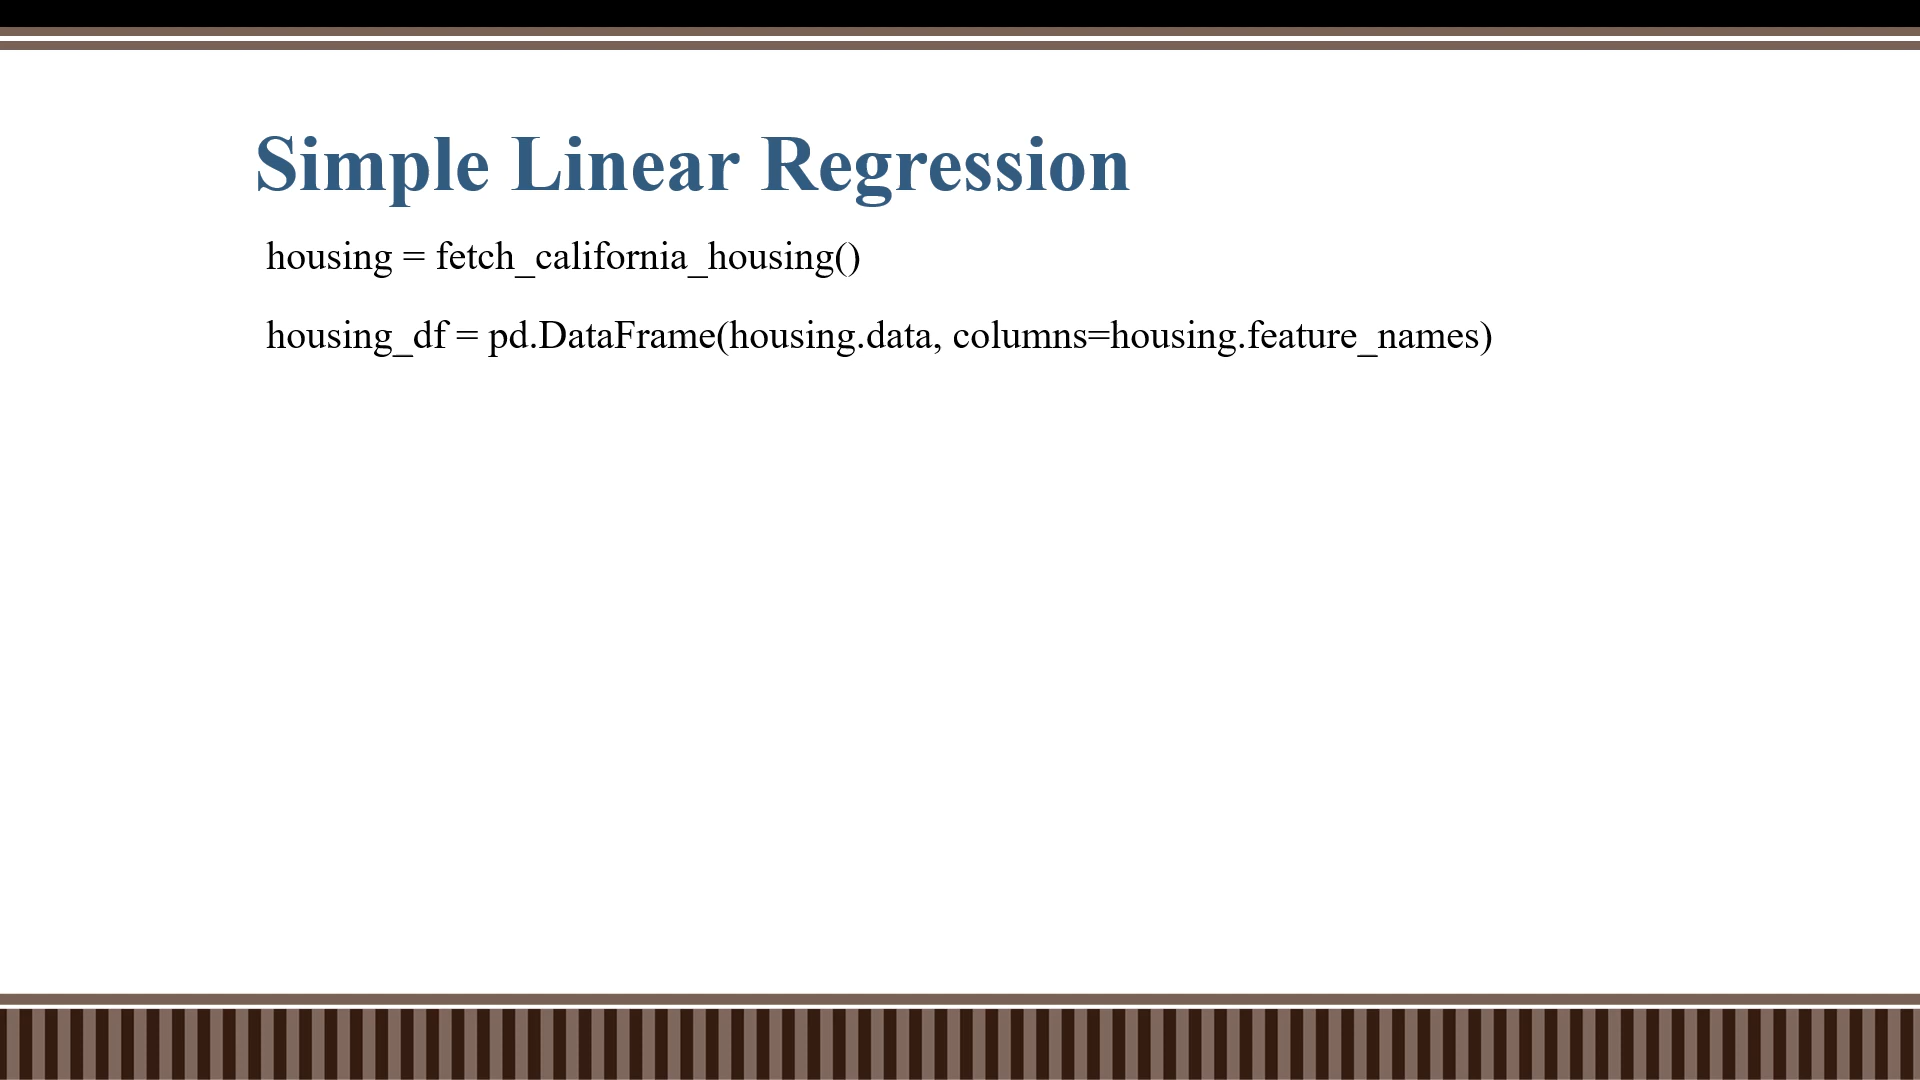 Simple Linear Regression
housing = fetch_california_housing()
housing_df = pd.DataFrame(housing.data, columns=housing.feature_names)